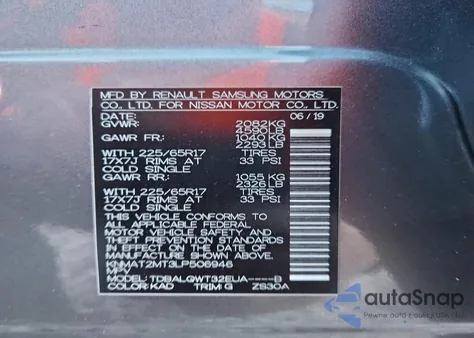 MFD BY RENAULT SAMSUNG MOTORS
CO., LTD. FOR NISSAN MOTOR CO., LTD.
DATE: 06/19
GVWR: 2082KG
4590LB
GAWR FR: 1040 KG
2293LB
WITH 225/65R17 TIRES
17X7J RIMS AT 33 PSI
COLD SINGLE
GAWR RR: 1055 KG
2326LB
WITH 225/65R17 TIRES
17X7J RIMS AT 33 PSI
COLD SINGLE
THIS VEHICLE CONFORMS TO
ALL APPLICABLE FEDERAL
MOTOR VEHICLE SAFETY AND
THEFT PREVENTION STANDARDS
IN EFFECT ON THE DATE OF
MANUFACTURE SHOWN ABOVE
KNMAT2MT3LP506946
MPV
COLOR: KAD TRIM: G ZS30A
autoSnap